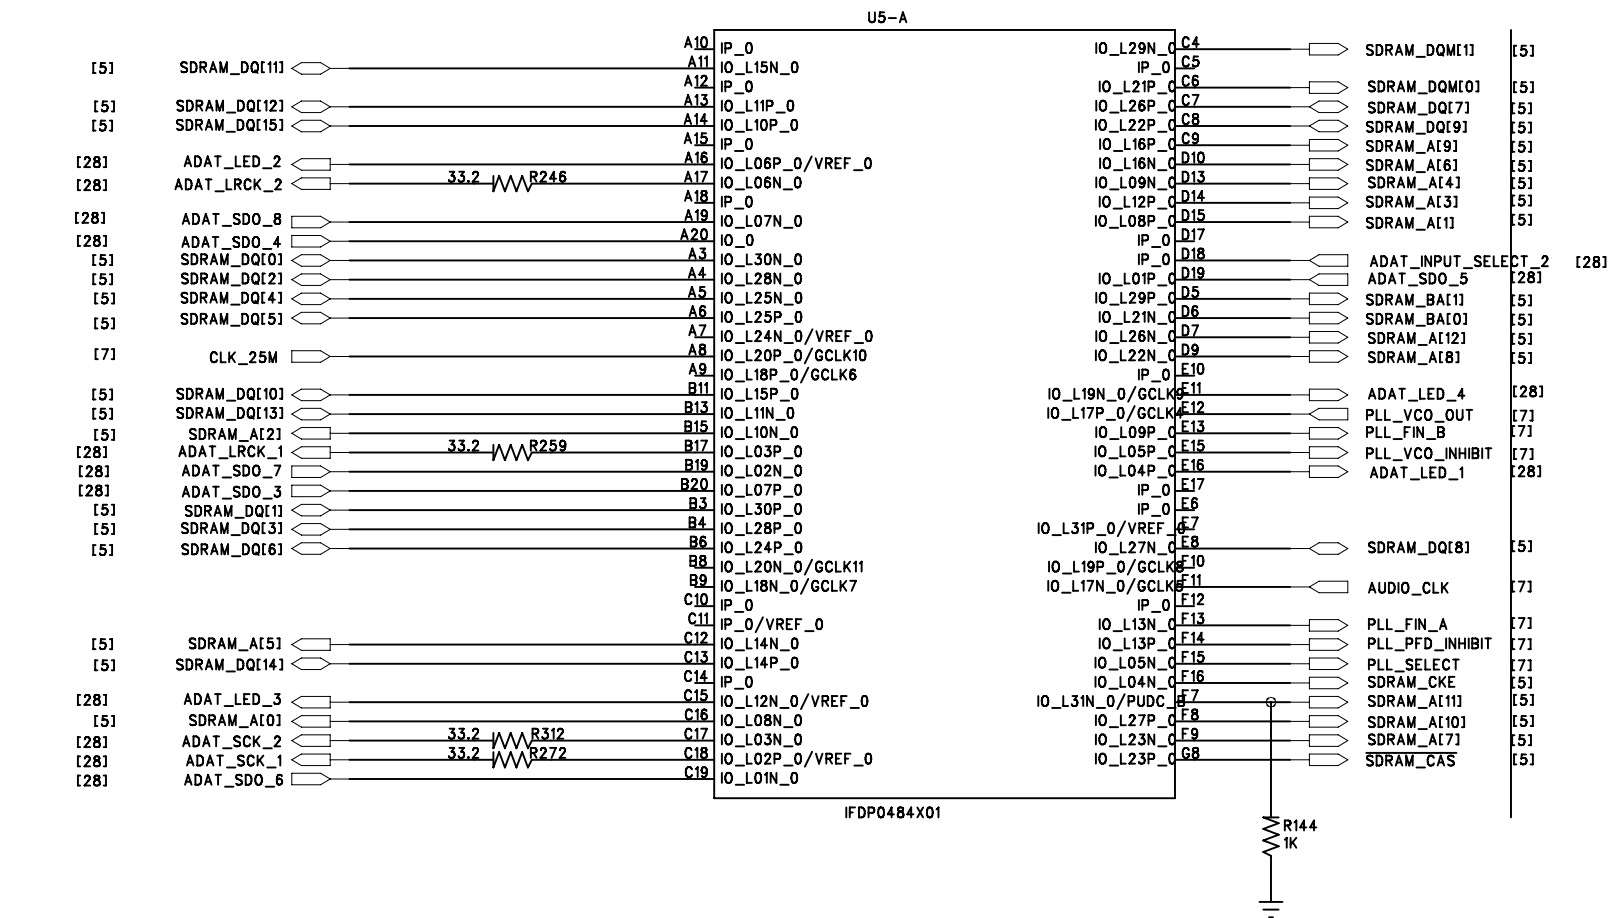 U5-A
A10 IP_0 IO_L29N_0 C4 SDRAM_DQM[1] [5]
[5] SDRAM_DQ[11] A11 IO_L15N_0 IP_0 C5
A12 IP_0 IO_L21P_0 C6 SDRAM_DQM[0] [5]
[5] SDRAM_DQ[12] A13 IO_L11P_0 IO_L26P_0 C7 SDRAM_DQ[7] [5]
[5] SDRAM_DQ[15] A14 IO_L10P_0 IO_L22P_0 C8 SDRAM_DQ[9] [5]
A15 IP_0 IO_L16P_0 C9 SDRAM_A[9] [5]
[28] ADAT_LED_2 A16 IO_L06P_0/VREF_0 IO_L16N_0 D10 SDRAM_A[6] [5]
[28] ADAT_LRCK_2 33.2 R246 A17 IO_L06N_0 IO_L09N_0 D13 SDRAM_A[4] [5]
A18 IP_0 IO_L12P_0 D14 SDRAM_A[3] [5]
[28] ADAT_SDO_8 A19 IO_L07N_0 IO_L08P_0 D15 SDRAM_A[1] [5]
[28] ADAT_SDO_4 A20 IO_0 IP_0 D17
[5] SDRAM_DQ[0] A3 IO_L30N_0 IP_0 D18 ADAT_INPUT_SELECT_2 [28]
[5] SDRAM_DQ[2] A4 IO_L28N_0 IO_L01P_0 D19 ADAT_SDO_5 [28]
[5] SDRAM_DQ[4] A5 IO_L25N_0 IO_L29P_0 D5 SDRAM_BA[1] [5]
[5] SDRAM_DQ[5] A6 IO_L25P_0 IO_L21N_0 D6 SDRAM_BA[0] [5]
A7 IO_L24N_0/VREF_0 IO_L26N_0 D7 SDRAM_A[12] [5]
[7] CLK_25M A8 IO_L20P_0/GCLK10 IO_L22N_0 D9 SDRAM_A[8] [5]
A9 IO_L18P_0/GCLK6 IP_0 E10
[5] SDRAM_DQ[10] B11 IO_L15P_0 IO_L19N_0/GCLK9 E11 ADAT_LED_4 [28]
[5] SDRAM_DQ[13] B13 IO_L11N_0 IO_L17P_0/GCLK4 E12 PLL_VCO_OUT [7]
[5] SDRAM_A[2] B15 IO_L10N_0 IO_L09P_0 E13 PLL_FIN_B [7]
[28] ADAT_LRCK_1 33.2 R259 B17 IO_L03P_0 IO_L05P_0 E15 PLL_VCO_INHIBIT [7]
[28] ADAT_SDO_7 B19 IO_L02N_0 IO_L04P_0 E16 ADAT_LED_1 [28]
[28] ADAT_SDO_3 B20 IO_L07P_0 IP_0 E17
[5] SDRAM_DQ[1] B3 IO_L30P_0 IP_0 E6
[5] SDRAM_DQ[3] B4 IO_L28P_0 IO_L31P_0/VREF_0 E7
[5] SDRAM_DQ[6] B6 IO_L24P_0 IO_L27N_0 E8 SDRAM_DQ[8] [5]
B8 IO_L20N_0/GCLK11 IO_L19P_0/GCLK8 F10
B9 IO_L18N_0/GCLK7 IO_L17N_0/GCLK5 F11 AUDIO_CLK [7]
C10 IP_0 IP_0 F12
C11 IP_0/VREF_0 IO_L13N_0 F13 PLL_FIN_A [7]
[5] SDRAM_A[5] C12 IO_L14N_0 IO_L13P_0 F14 PLL_PFD_INHIBIT [7]
[5] SDRAM_DQ[14] C13 IO_L14P_0 IO_L05N_0 F15 PLL_SELECT [7]
C14 IP_0 IO_L04N_0 F16 SDRAM_CKE [5]
[28] ADAT_LED_3 C15 IO_L12N_0/VREF_0 IO_L31N_0/PUDC_B F7 SDRAM_A[11] [5]
[5] SDRAM_A[0] C16 IO_L08N_0 IO_L27P_0 F8 SDRAM_A[10] [5]
[28] ADAT_SCK_2 33.2 R312 C17 IO_L03N_0 IO_L23N_0 F9 SDRAM_A[7] [5]
[28] ADAT_SCK_1 33.2 R272 C18 IO_L02P_0/VREF_0 IO_L23P_0 G8 SDRAM_CAS [5]
[28] ADAT_SDO_6 C19 IO_L01N_0
IFDP0484X01
R144
1K